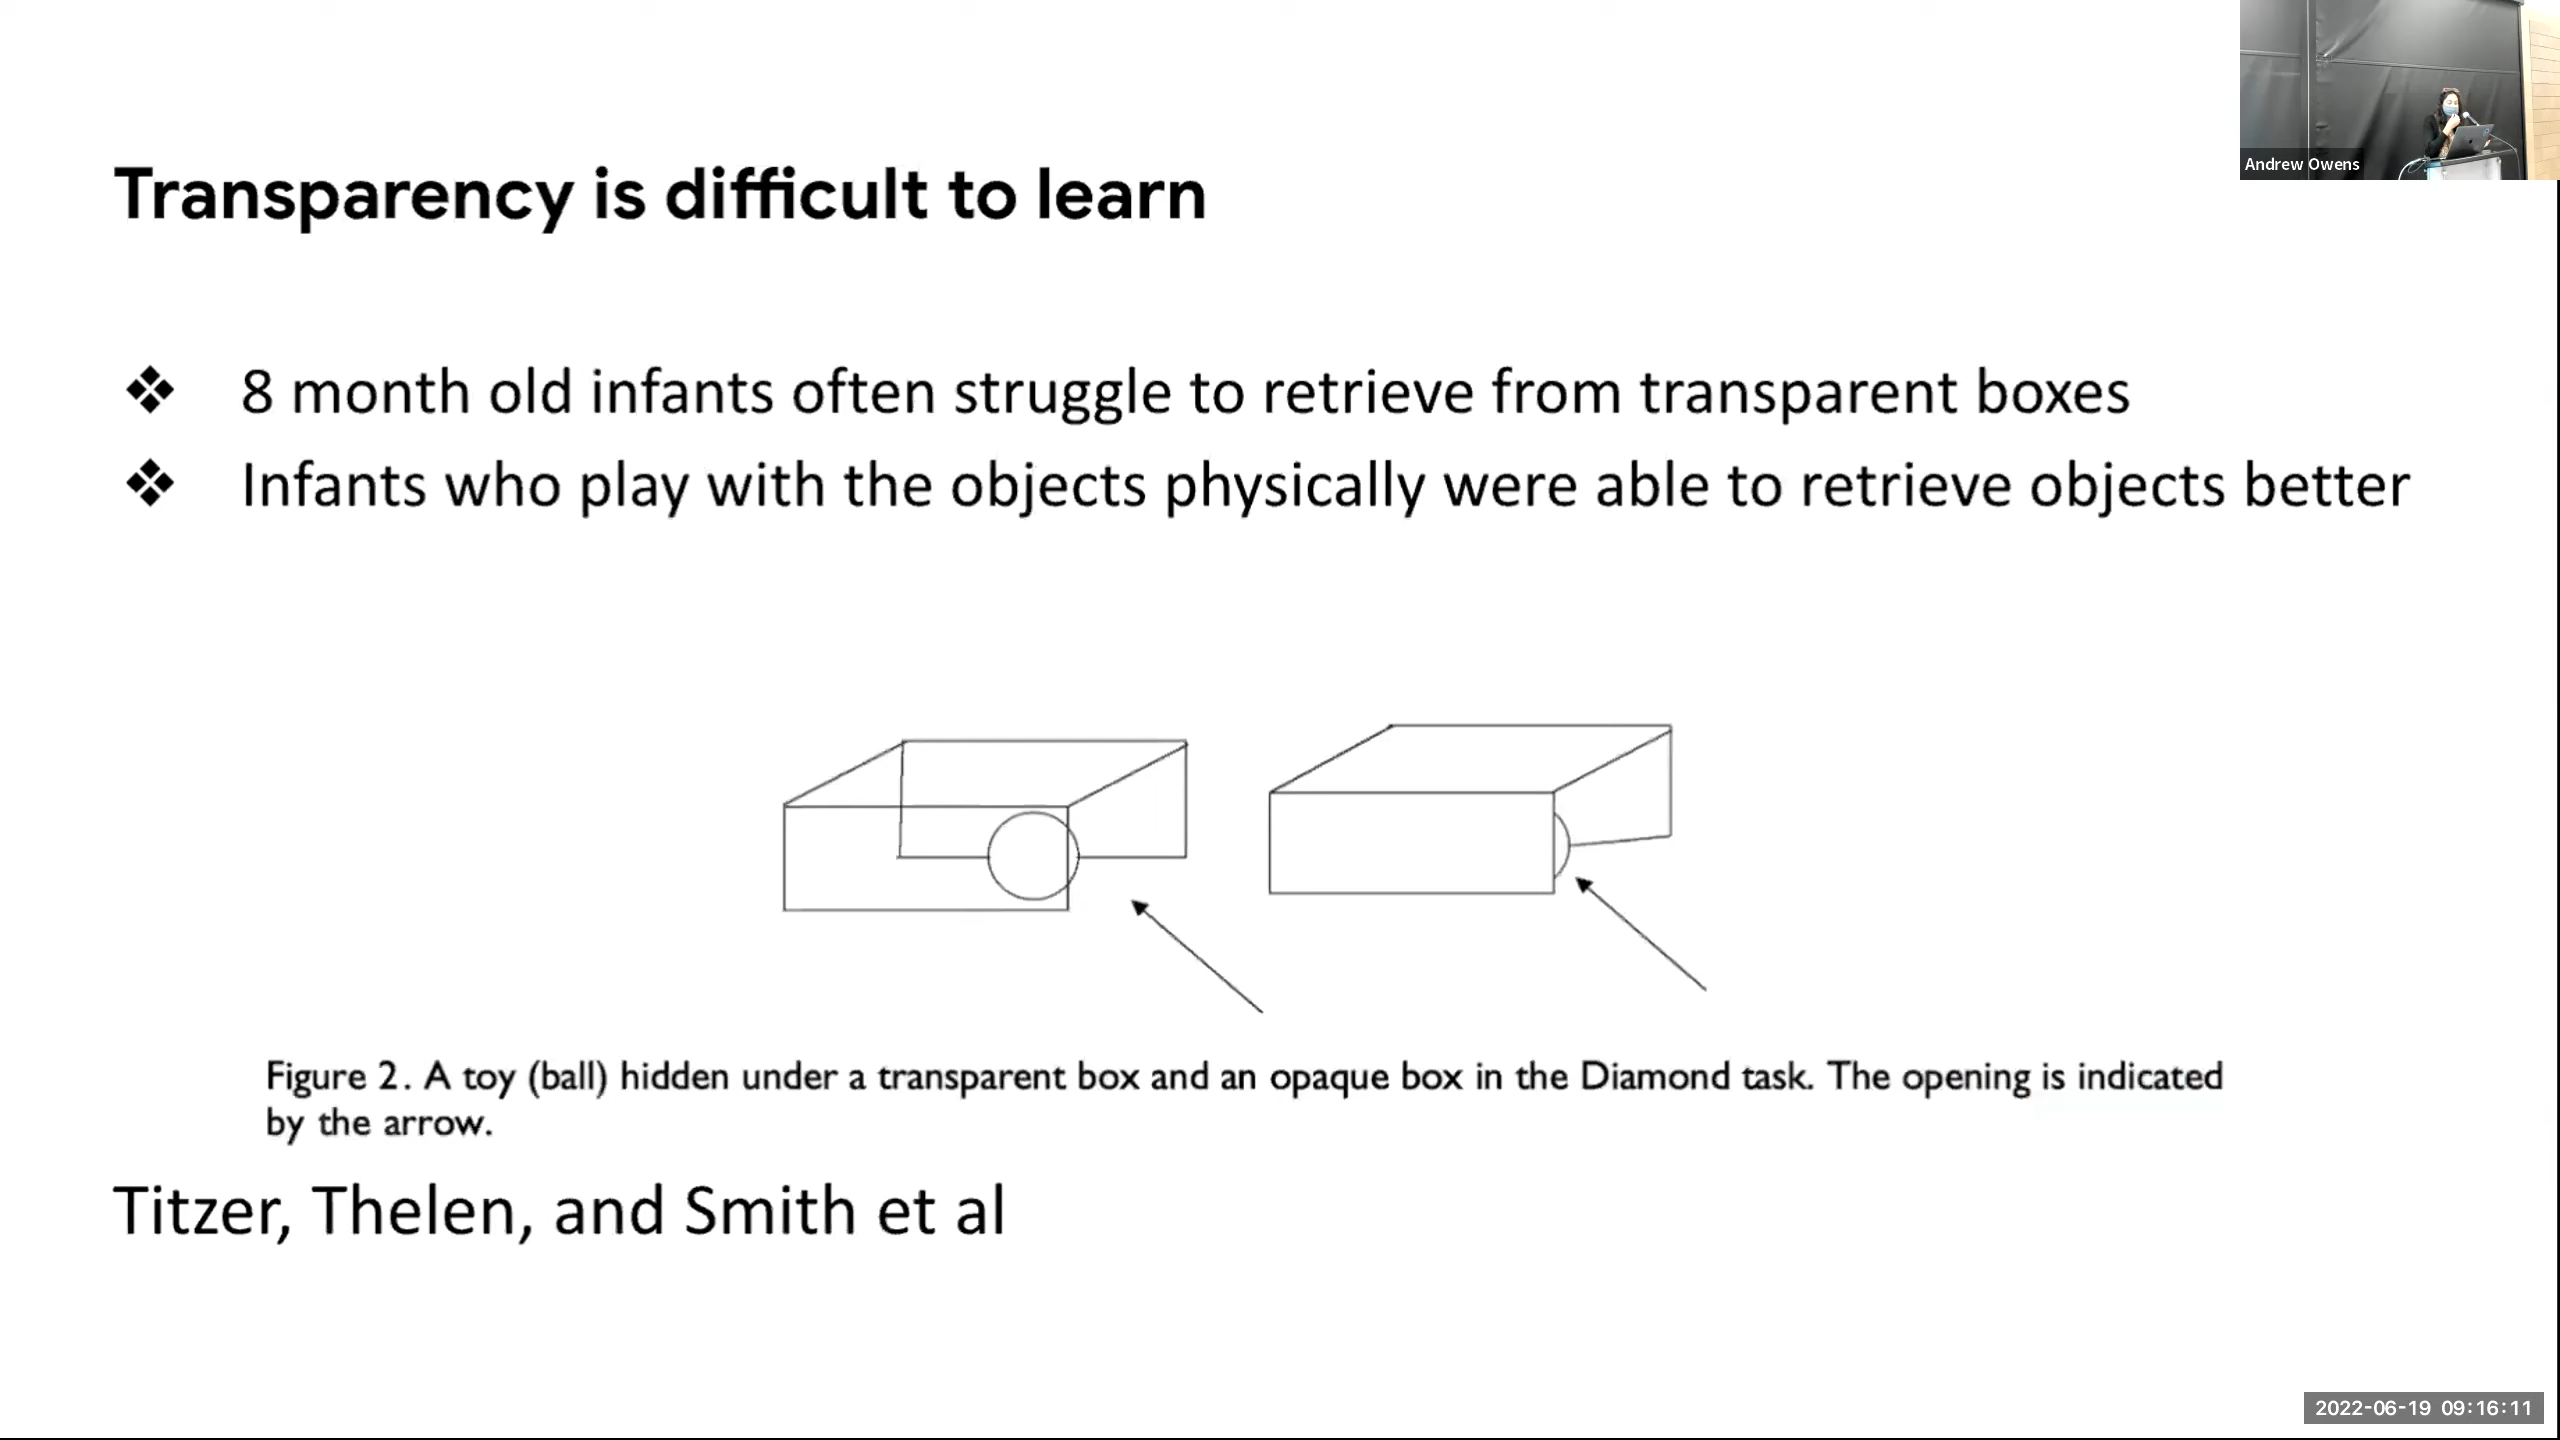 Andrew Owens
Transparency is difficult to learn
❖ 8 month old infants often struggle to retrieve from transparent boxes
❖ Infants who play with the objects physically were able to retrieve objects better
Figure 2. A toy (ball) hidden under a transparent box and an opaque box in the Diamond task. The opening is indicated
by the arrow.
Titzer, Thelen, and Smith et al
2022-06-19 09:16:11